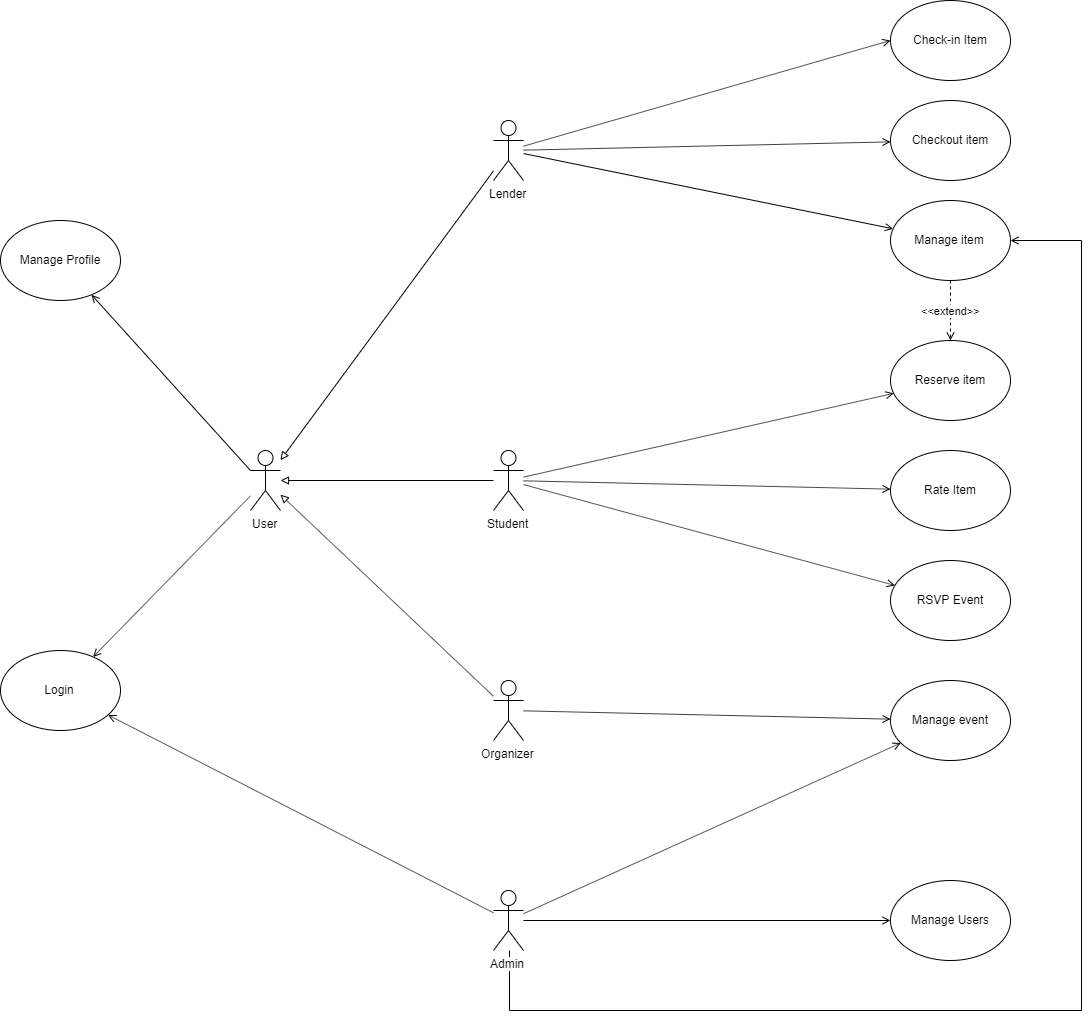 Check-in Item
Checkout item
Lender
Manage item
Manage Profile
<<extend>>
Reserve item
Rate Item
User
Student
RSVP Event
Login
Manage event
Organizer
Manage Users
Admin